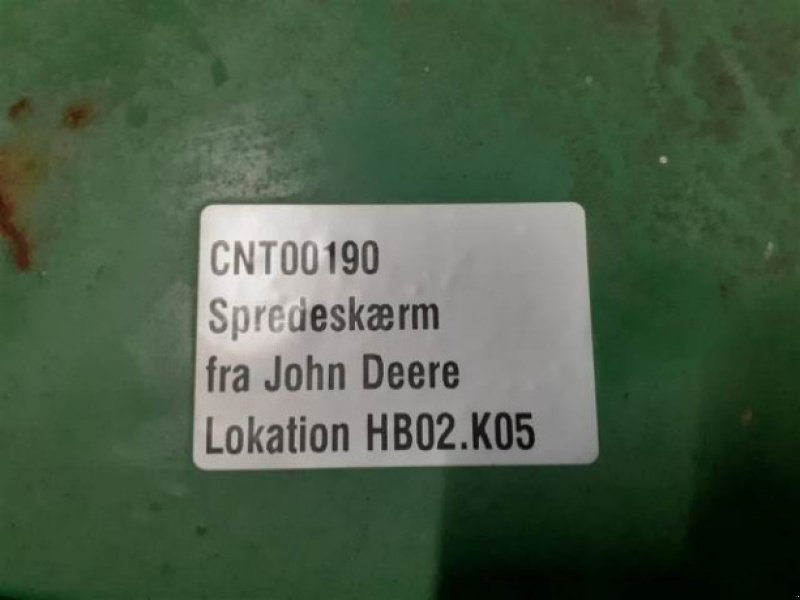 CNT00190
Spredeskærm
fra John Deere
Lokation HB02.K05